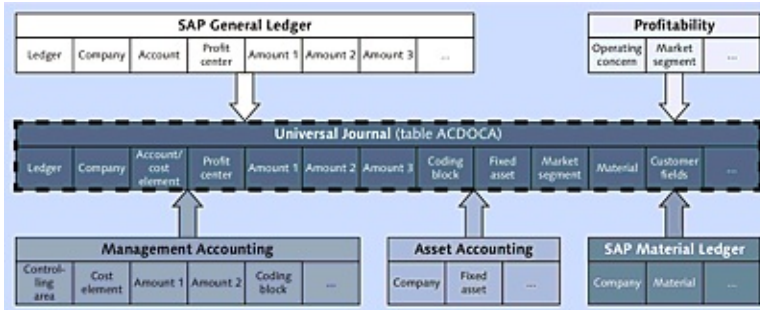 SAP General Ledger
Ledger Company Account Profit center Amount 1 Amount 2 Amount 3 ...
Profitability
Operating concern Market segment ...
Universal Journal (table ACDOCA)
Ledger Company Account/ cost element Profit center Amount 1 Amount 2 Amount 3 Coding block Fixed asset Market segment Material Customer fields ...
Management Accounting
Control- ling area Cost element Amount 1 Amount 2 Coding block ...
Asset Accounting
Company Fixed asset ...
SAP Material Ledger
Company Material ...